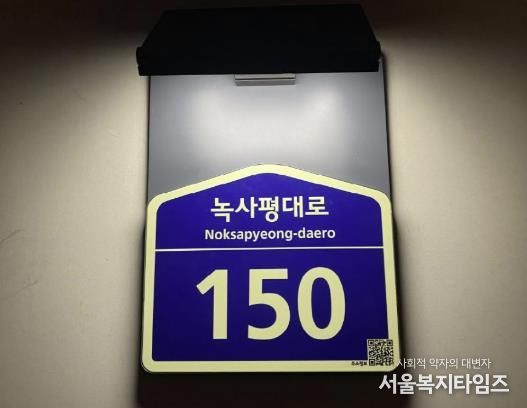 녹사평대로
Noksapyeong-daero
150
사회적 약자의 대변자
서울복지타임즈